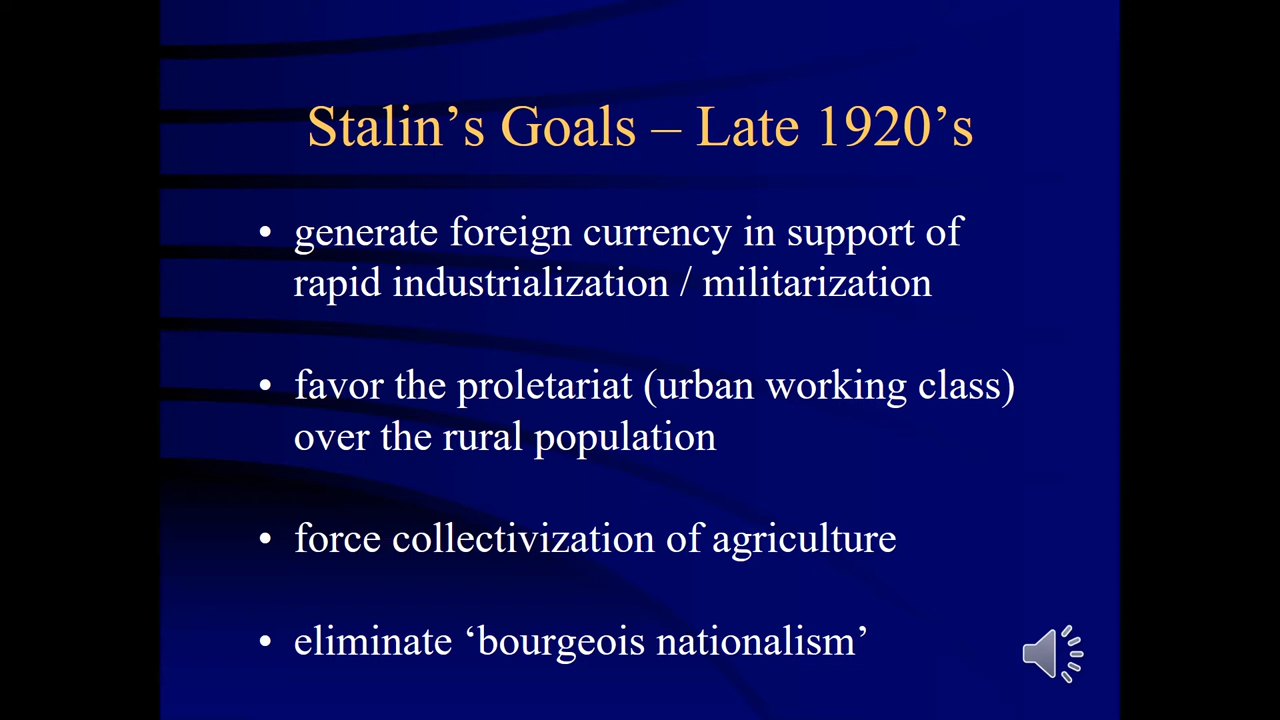 Stalin’s Goals – Late 1920’s
• generate foreign currency in support of
rapid industrialization / militarization
• favor the proletariat (urban working class)
over the rural population
• force collectivization of agriculture
• eliminate ‘bourgeois nationalism’